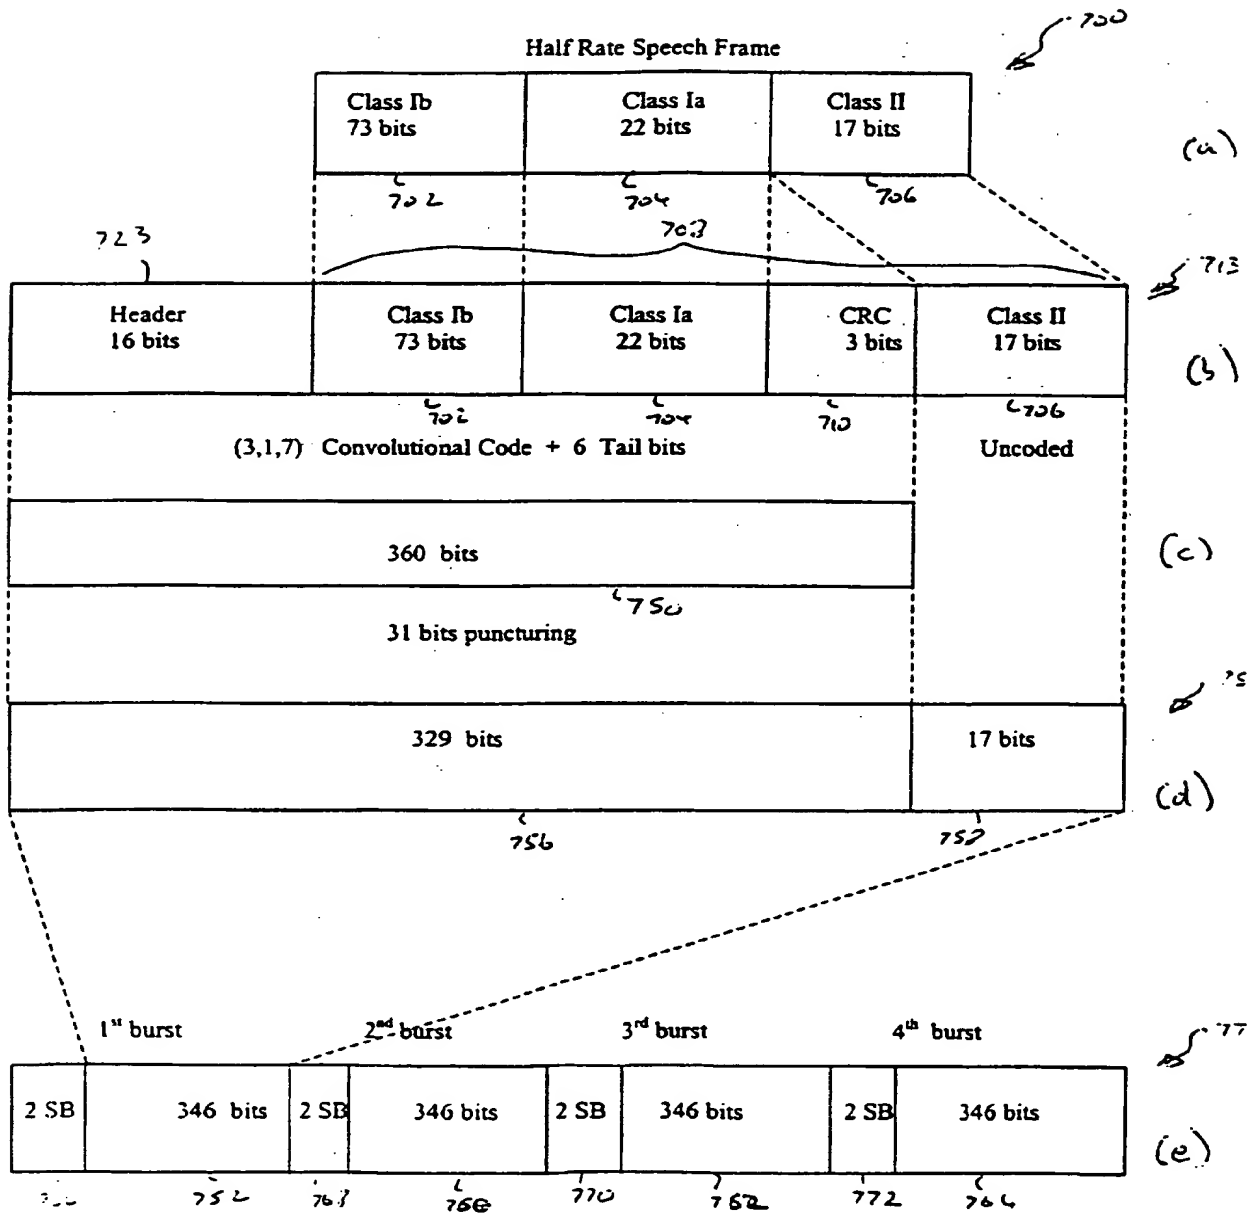 700
Half Rate Speech Frame
Class Ib Class Ia Class II
73 bits 22 bits 17 bits
(a)
702 704 706
723 708
713
Header Class Ib Class Ia CRC Class II
16 bits 73 bits 22 bits 3 bits 17 bits
(b)
702 704 710 706
(3,1,7) Convolutional Code + 6 Tail bits Uncoded
360 bits
(c)
750
31 bits puncturing
329 bits 17 bits
(d)
756 758
1st burst 2nd burst 3rd burst 4th burst
2 SB 346 bits 2 SB 346 bits 2 SB 346 bits 2 SB 346 bits
(e)
752 770 762 772 764